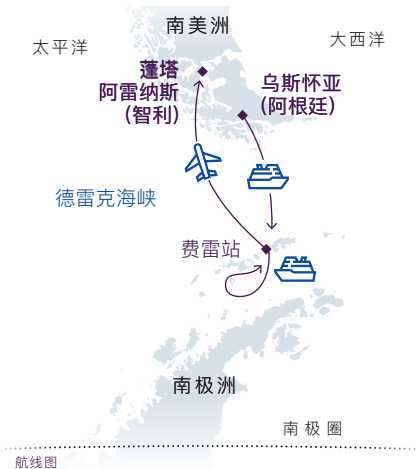 南美洲
太平洋
大西洋
蓬塔
阿雷纳斯
（智利）
乌斯怀亚
（阿根廷）
德雷克海峡
费雷站
南极洲
南极圈
航线图